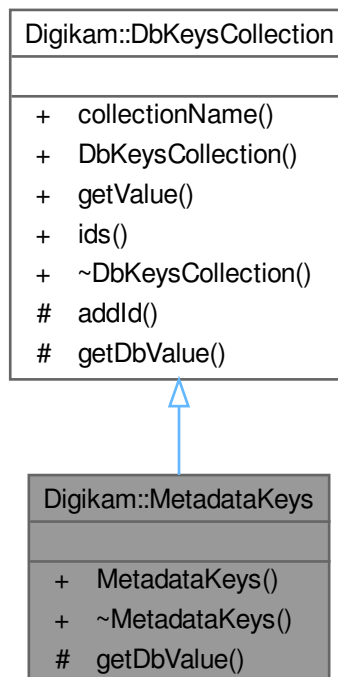 Digikam::DbKeysCollection
+ collectionName()
+ DbKeysCollection()
+ getValue()
+ ids()
+ ~DbKeysCollection()
# addId()
# getDbValue()
Digikam::MetadataKeys
+ MetadataKeys()
+ ~MetadataKeys()
# getDbValue()